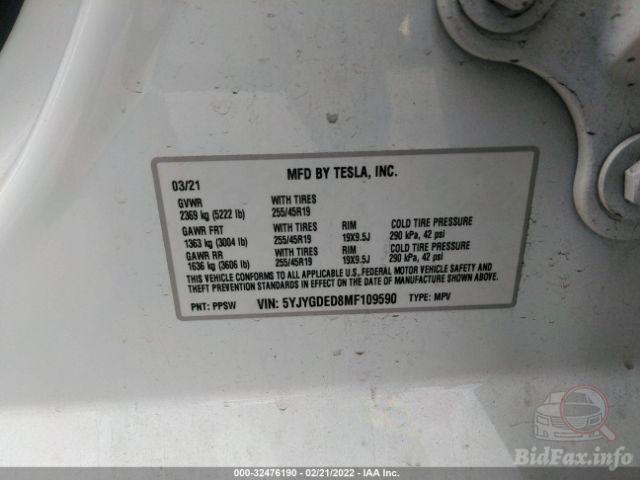 MFD BY TESLA, INC.
03/21
GVWR WITH TIRES
2369 kg (5222 lb) 255/45R19
GAWR FRT WITH TIRES RIM COLD TIRE PRESSURE
1363 kg (3004 lb) 255/45R19 19X9.5J 290 kPa, 42 psi
GAWR RR WITH TIRES RIM COLD TIRE PRESSURE
1636 kg (3606 lb) 255/45R19 19X9.5J 290 kPa, 42 psi
THIS VEHICLE CONFORMS TO ALL APPLICABLE U.S. FEDERAL MOTOR VEHICLE SAFETY AND
THEFT PREVENTION STANDARDS IN EFFECT ON THE DATE OF MANUFACTURE SHOWN ABOVE.
PNT: PPSW VIN: 5YJYGDED8MF109590 TYPE: MPV
BidFax.info
000-32476190 - 02/21/2022 - IAA Inc.